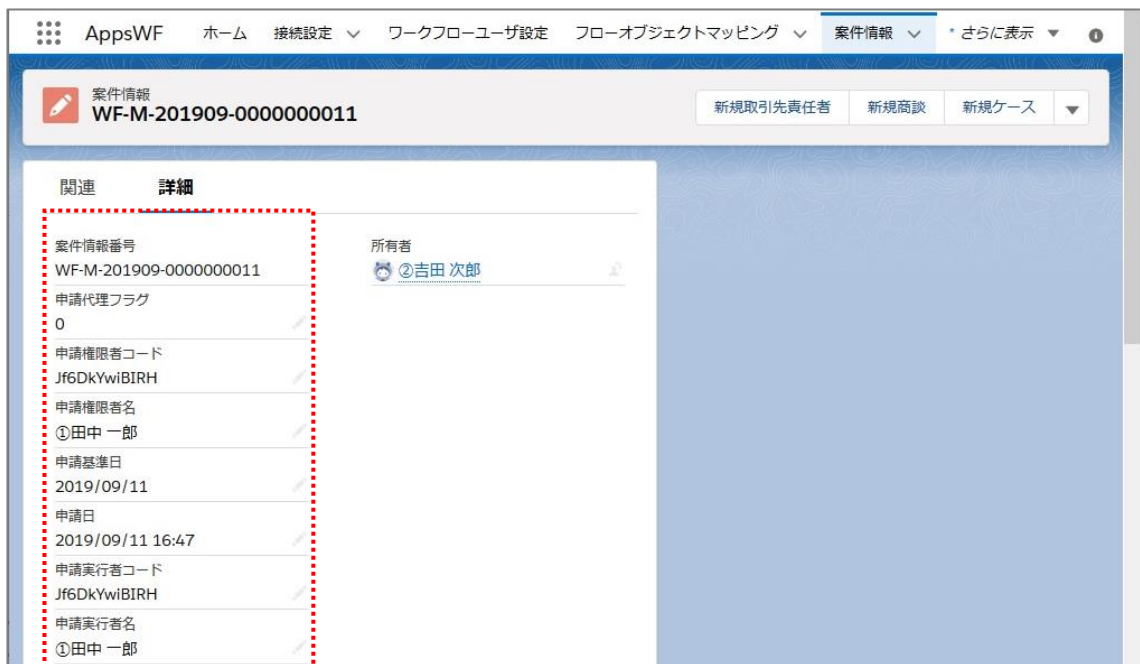 AppsWF ホーム 接続設定 ワークフローユーザ設定 フローオブジェクトマッピング 案件情報 * さらに表示
案件情報
WF-M-201909-0000000011
新規取引先責任者 新規商談 新規ケース
関連 詳細
案件情報番号
WF-M-201909-0000000011
所有者
②吉田 次郎
申請代理フラグ
0
申請権限者コード
Jf6DkYwiBIRH
申請権限者名
①田中 一郎
申請基準日
2019/09/11
申請日
2019/09/11 16:47
申請実行者コード
Jf6DkYwiBIRH
申請実行者名
①田中 一郎